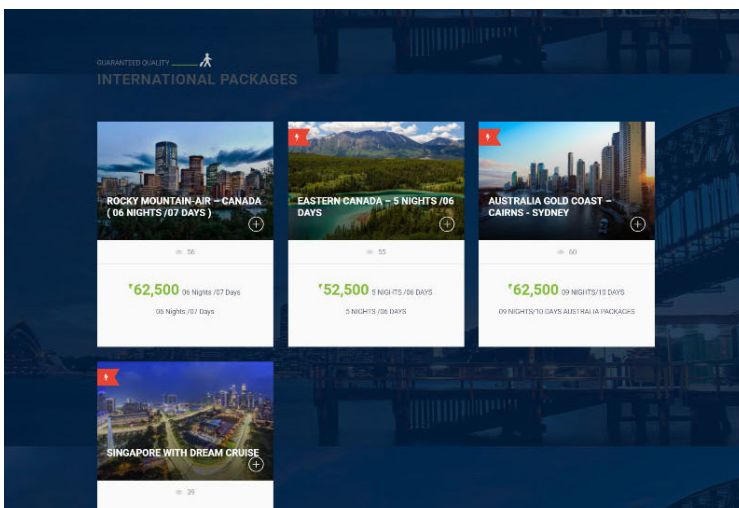 GUARANTEED QUALITY
INTERNATIONAL PACKAGES
ROCKY MOUNTAIN-AIR – CANADA
( 06 NIGHTS /07 DAYS )
56
₹62,500 06 Nights /07 Days
06 Nights /07 Days
EASTERN CANADA – 5 NIGHTS /06
DAYS
55
₹52,500 5 NIGHTS /06 DAYS
5 NIGHTS /06 DAYS
AUSTRALIA GOLD COAST –
CAIRNS - SYDNEY
60
₹62,500 09 NIGHTS/10 DAYS
09 NIGHTS/10 DAYS AUSTRALIA PACKAGES
SINGAPORE WITH DREAM CRUISE
39